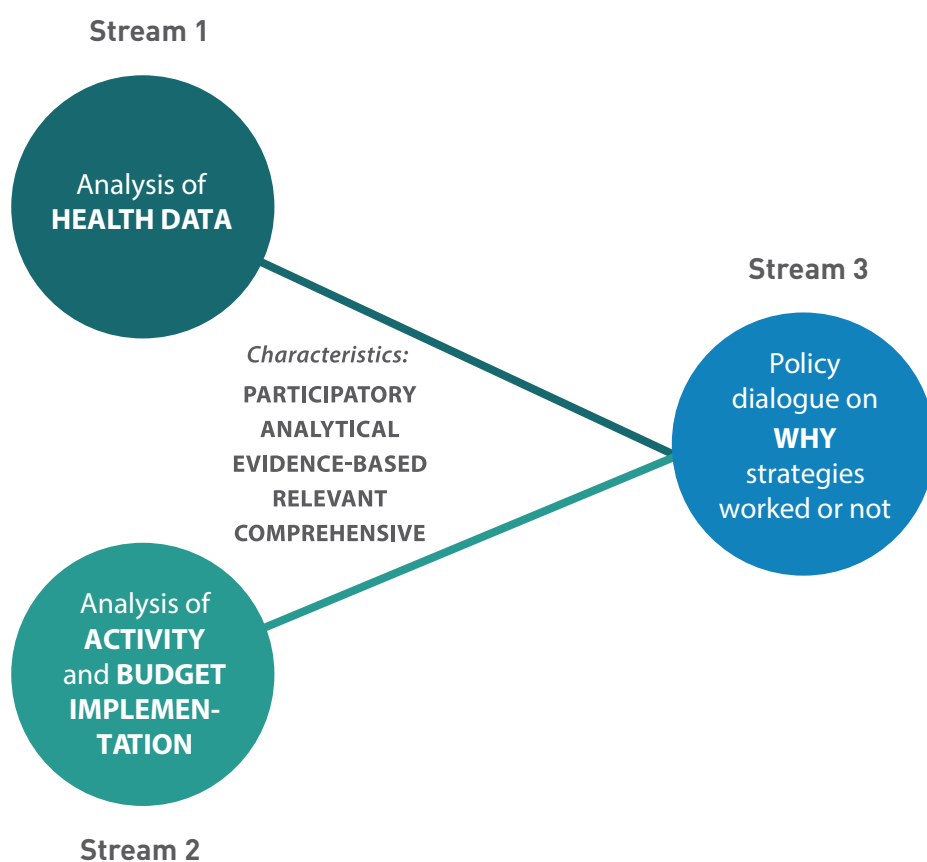 Stream 1
Analysis of
HEALTH DATA
Stream 3
Policy
dialogue on
WHY
strategies
worked or not
Characteristics:
PARTICIPATORY
ANALYTICAL
EVIDENCE-BASED
RELEVANT
COMPREHENSIVE
Analysis of
ACTIVITY
and BUDGET
IMPLEMEN-
TATION
Stream 2